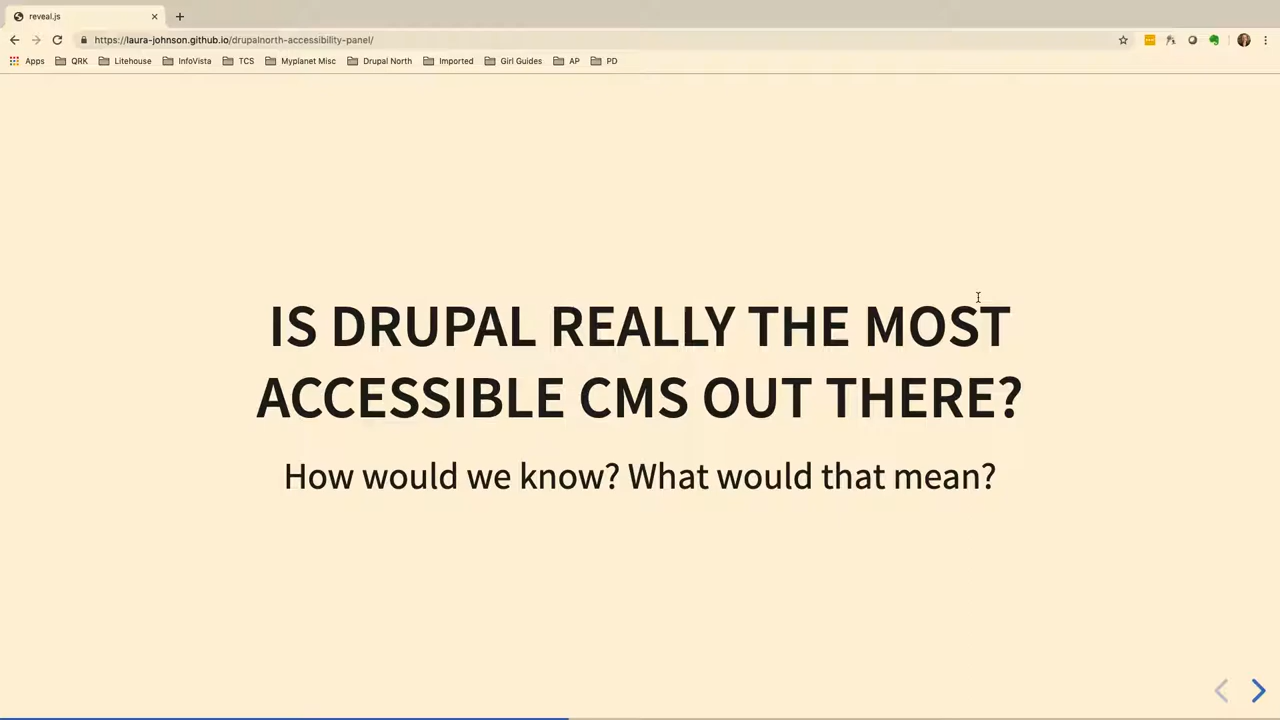 reveal.js
https://laura-johnson.github.io/drupalnorth-accessibility-panel/
Apps QRK Litehouse InfoVista TCS Myplanet Misc Drupal North Imported Girl Guides AP PD
IS DRUPAL REALLY THE MOST
ACCESSIBLE CMS OUT THERE?
How would we know? What would that mean?